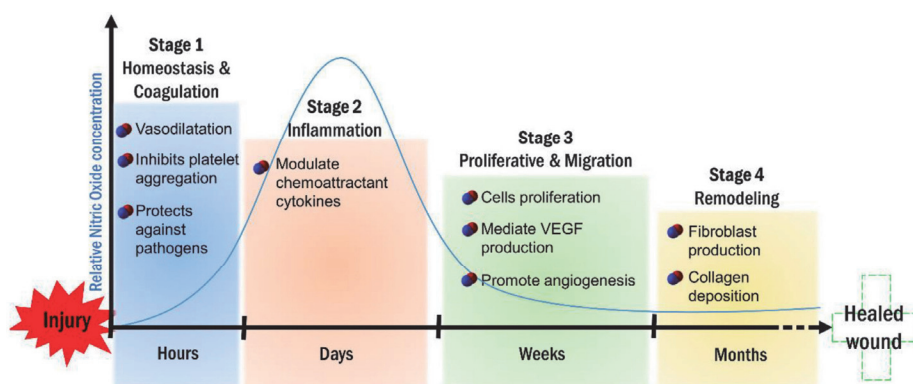 Relative Nitric Oxide concentration
Stage 1
Homeostasis &
Coagulation
Vasodilatation
Inhibits platelet
aggregation
Protects
against
pathogens
Stage 2
Inflammation
Modulate
chemoattractant
cytokines
Stage 3
Proliferative & Migration
Cells proliferation
Mediate VEGF
production
Promote angiogenesis
Stage 4
Remodeling
Fibroblast
production
Collagen
deposition
Injury
Hours
Days
Weeks
Months
Healed
wound